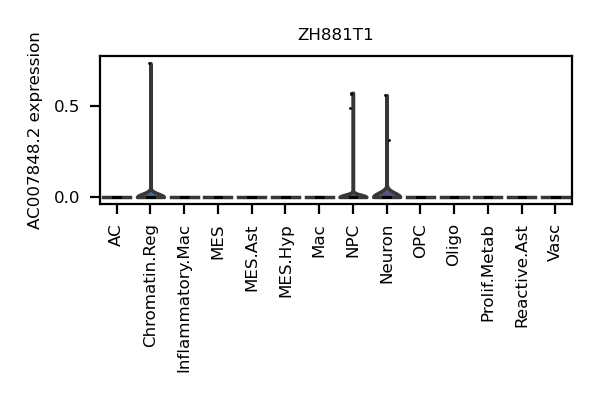 ZH881T1
AC007848.2 expression
0.5
0.0
AC
Chromatin.Reg
Inflammatory.Mac
MES
MES.Ast
MES.Hyp
Mac
NPC
Neuron
OPC
Oligo
Prolif.Metab
Reactive.Ast
Vasc